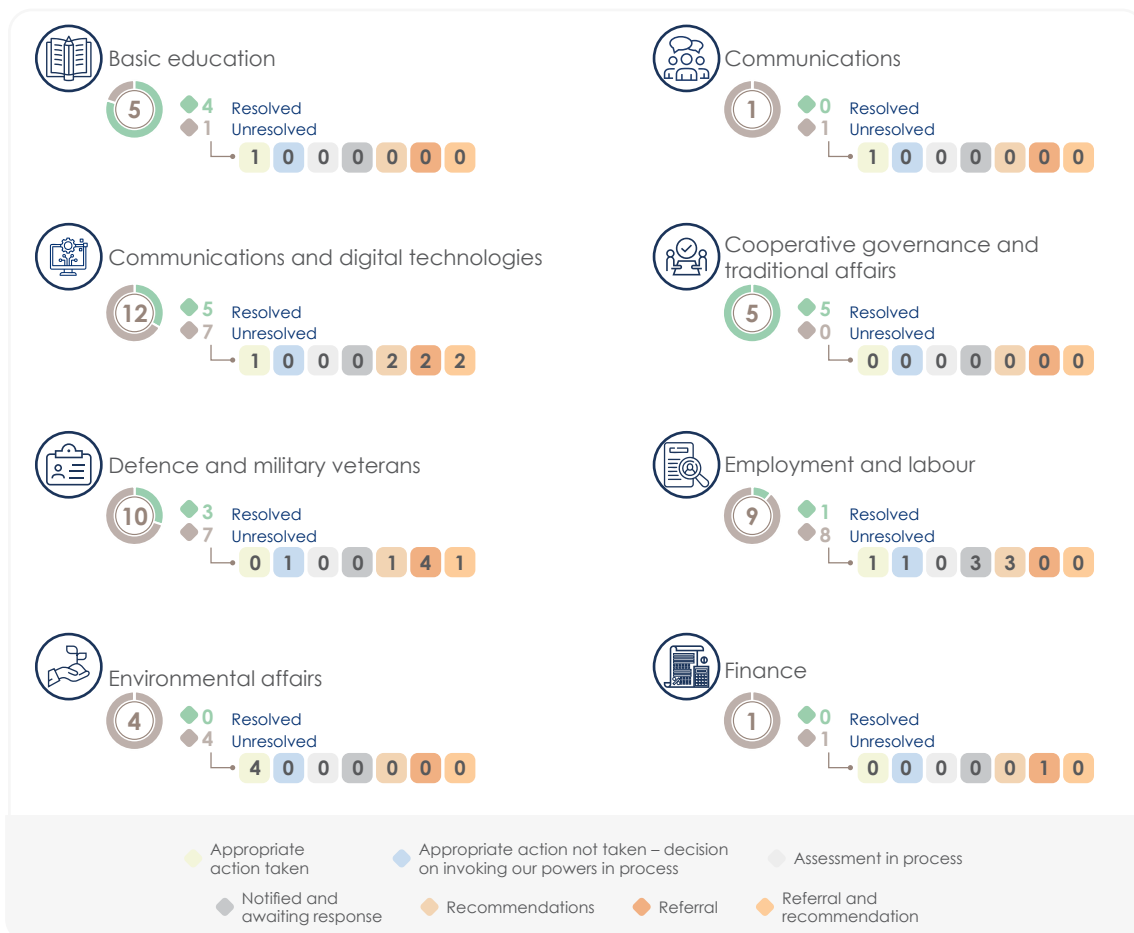 Basic education
5
4 Resolved
1 Unresolved
1 0 0 0 0 0 0
Communications
1
0 Resolved
1 Unresolved
1 0 0 0 0 0 0
Communications and digital technologies
12
5 Resolved
7 Unresolved
1 0 0 0 2 2 2
Cooperative governance and
traditional affairs
5
5 Resolved
0 Unresolved
0 0 0 0 0 0 0
Defence and military veterans
10
3 Resolved
7 Unresolved
0 1 0 0 1 4 1
Employment and labour
9
1 Resolved
8 Unresolved
1 1 0 3 3 0 0
Environmental affairs
4
0 Resolved
4 Unresolved
4 0 0 0 0 0 0
Finance
1
0 Resolved
1 Unresolved
0 0 0 0 0 1 0
Appropriate
action taken
Appropriate action not taken – decision
on invoking our powers in process
Assessment in process
Notified and
awaiting response
Recommendations
Referral
Referral and
recommendation